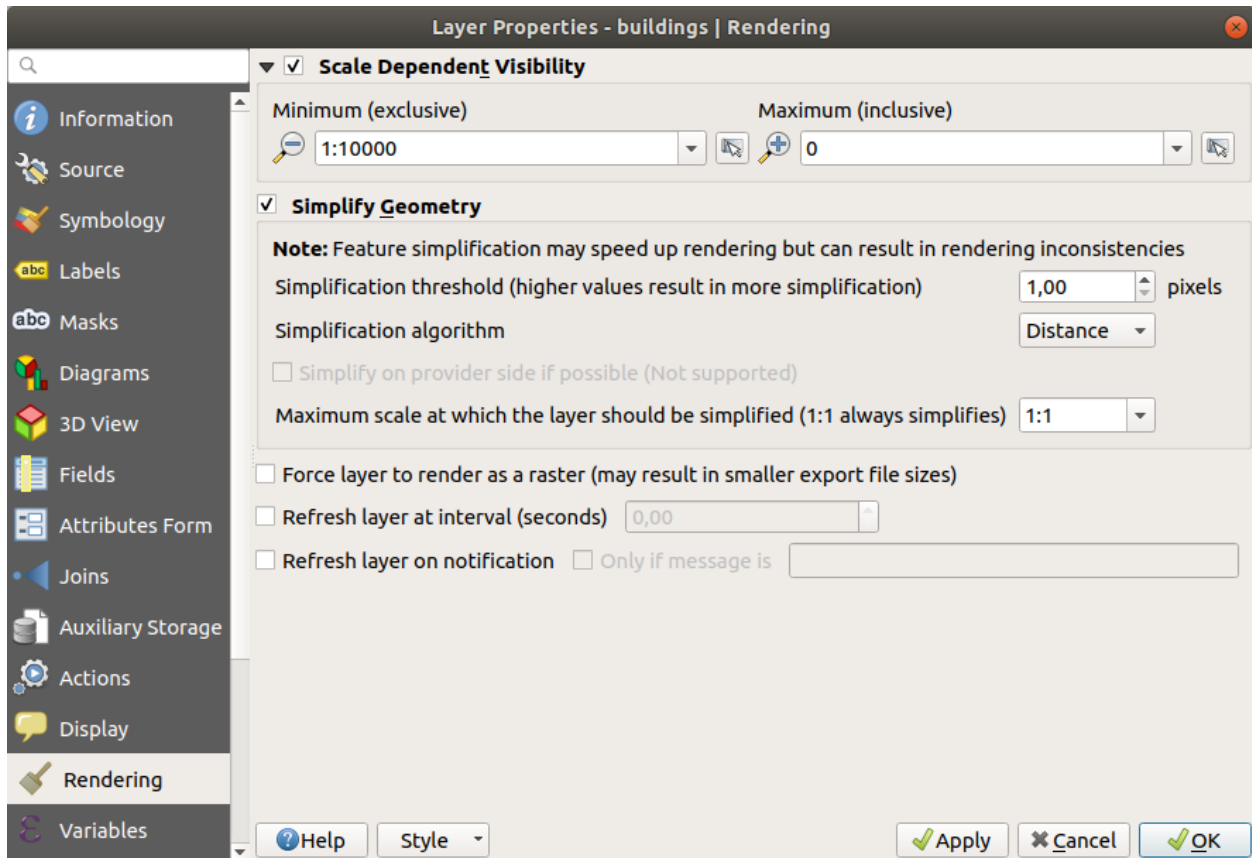 Layer Properties - buildings | Rendering
Information
Source
Symbology
abc Labels
abc Masks
Diagrams
3D View
Fields
Attributes Form
Joins
Auxiliary Storage
Actions
Display
Rendering
Variables
Scale Dependent Visibility
Minimum (exclusive) Maximum (inclusive)
1:10000 0
Simplify Geometry
Note: Feature simplification may speed up rendering but can result in rendering inconsistencies
Simplification threshold (higher values result in more simplification) 1,00 pixels
Simplification algorithm Distance
Simplify on provider side if possible (Not supported)
Maximum scale at which the layer should be simplified (1:1 always simplifies) 1:1
Force layer to render as a raster (may result in smaller export file sizes)
Refresh layer at interval (seconds) 0,00
Refresh layer on notification Only if message is
Help Style Apply Cancel OK